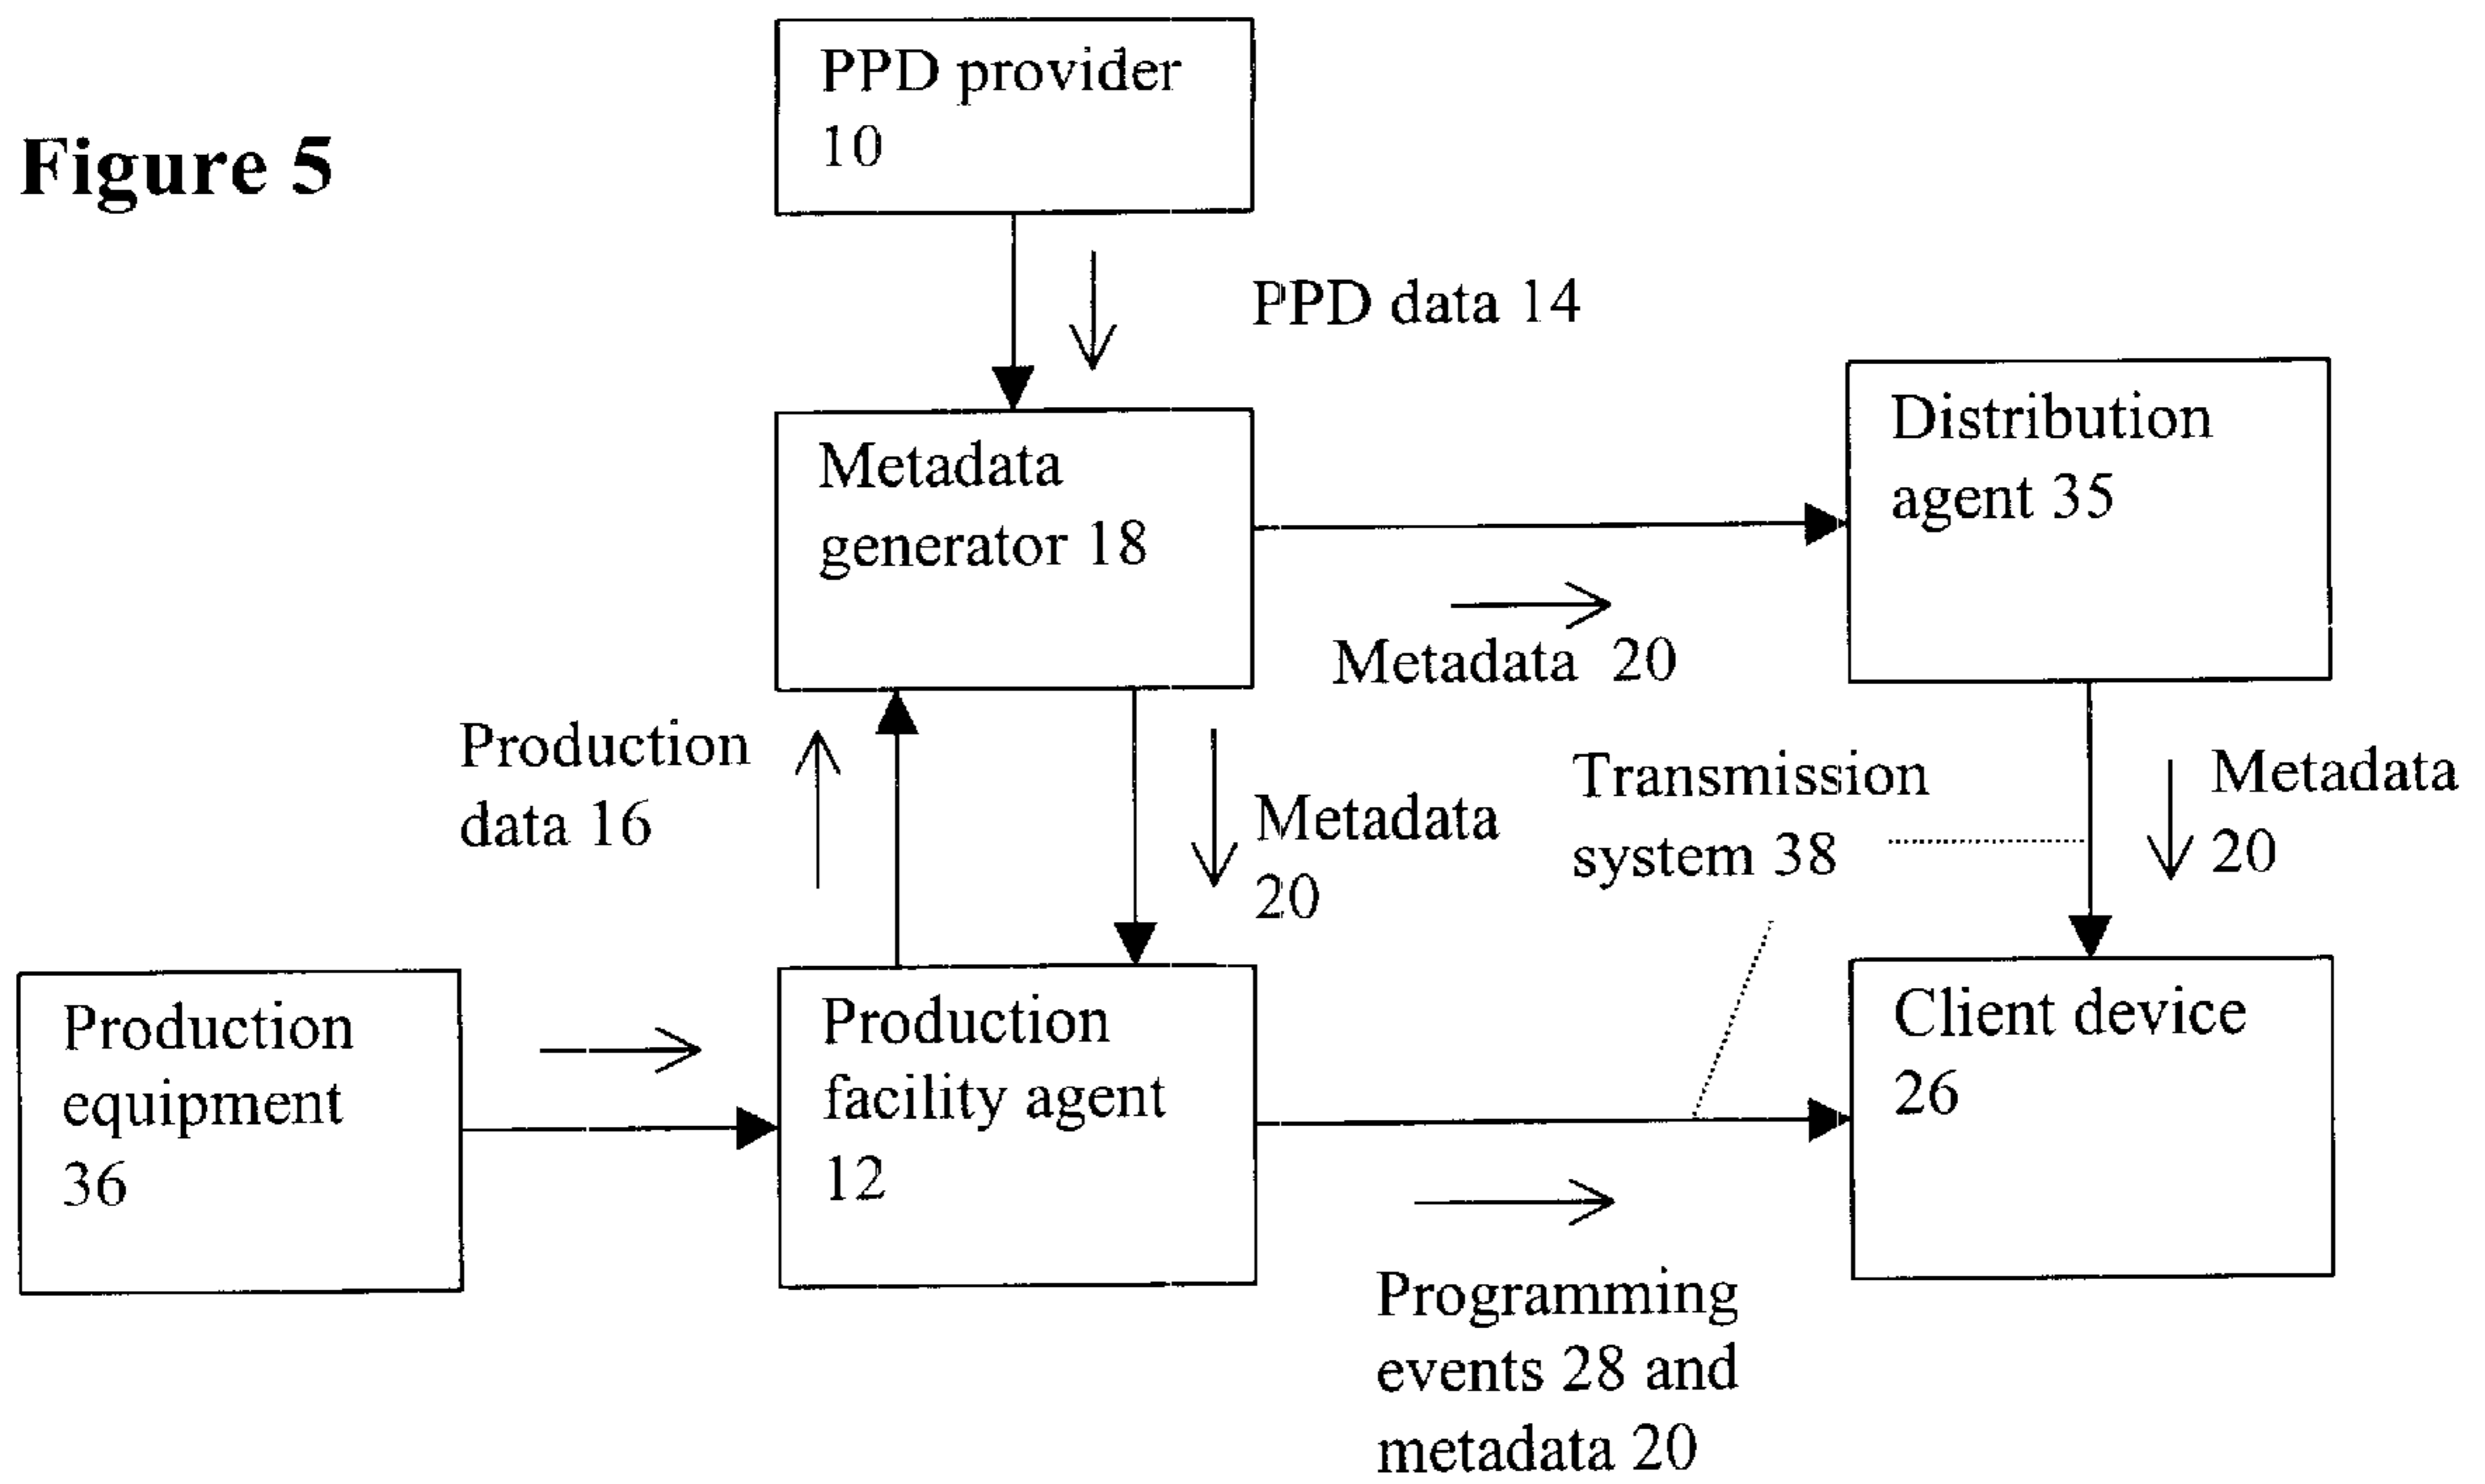 Figure 5
PPD provider
10
PPD data 14
Metadata
generator 18
Distribution
agent 35
Metadata 20
Production
data 16
Metadata
20
Transmission
system 38
Metadata
20
Production
equipment
36
Production
facility agent
12
Client device
26
Programming
events 28 and
metadata 20